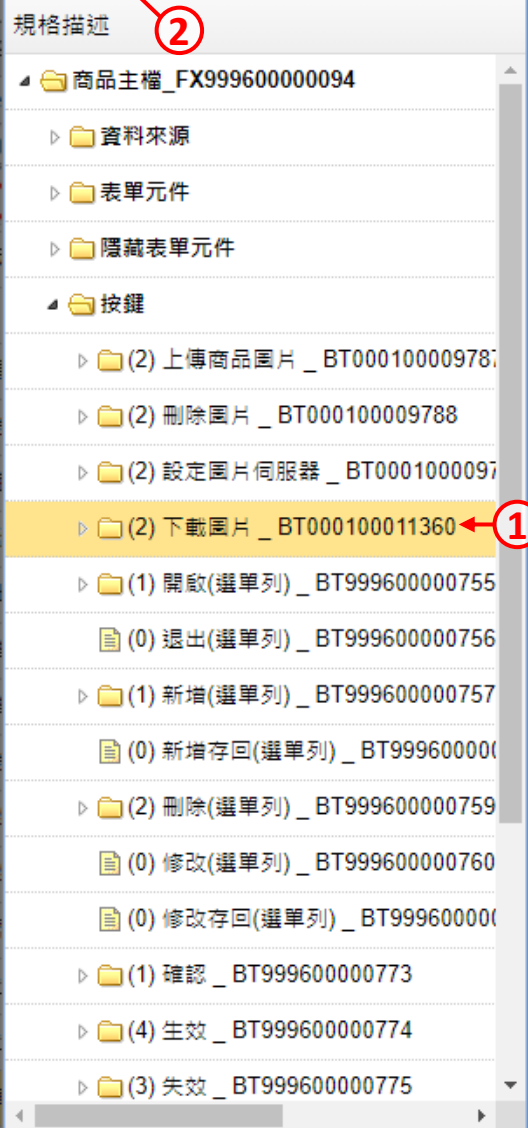 規格描述
2
商品主檔_FX999600000094
資料來源
表單元件
隱藏表單元件
按鍵
(2) 上傳商品圖片 _ BT000100009787
(2) 刪除圖片 _ BT000100009788
(2) 設定圖片伺服器 _ BT0001000097
(2) 下載圖片 _ BT000100011360
1
(1) 開啟(選單列) _ BT999600000755
(0) 退出(選單列) _ BT999600000756
(1) 新增(選單列) _ BT999600000757
(0) 新增存回(選單列) _ BT99960000
(2) 刪除(選單列) _ BT999600000759
(0) 修改(選單列) _ BT999600000760
(0) 修改存回(選單列) _ BT99960000
(1) 確認 _ BT999600000773
(4) 生效 _ BT999600000774
(3) 失效 _ BT999600000775